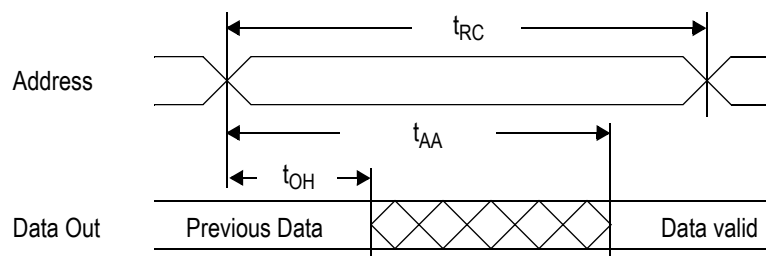 tRC
Address
tAA
tOH
Data Out Previous Data Data valid